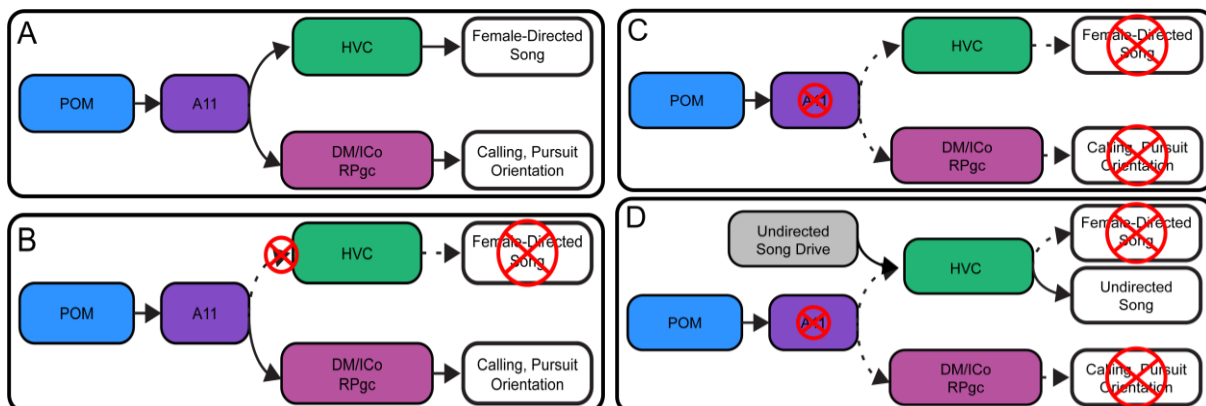 A
HVC
Female-Directed
Song
POM
A11
DM/ICo
RPgc
Calling, Pursuit
Orientation
B
HVC
Female-Directed
Song
POM
A11
DM/ICo
RPgc
Calling, Pursuit
Orientation
C
HVC
Female-Directed
Song
POM
A11
DM/ICo
RPgc
Calling, Pursuit
Orientation
D
Undirected
Song Drive
HVC
Female-Directed
Song
Undirected
Song
POM
A11
DM/ICo
RPgc
Calling, Pursuit
Orientation